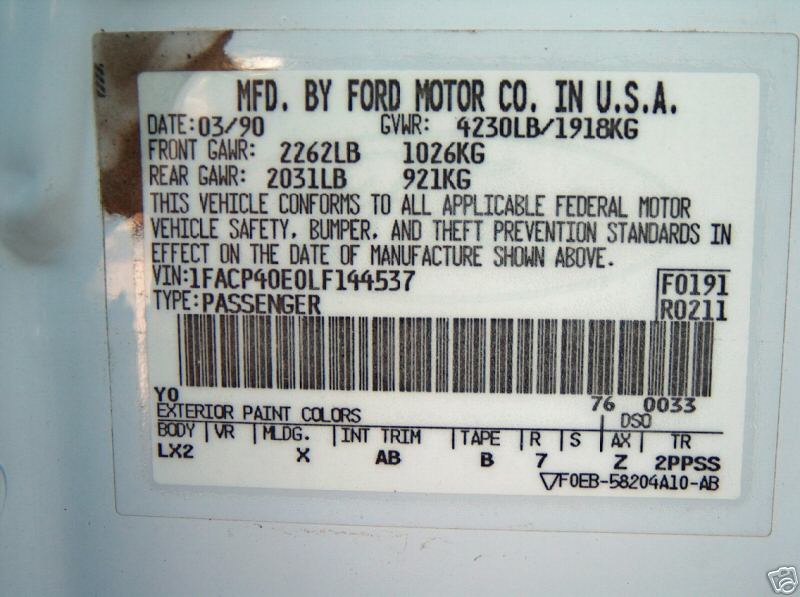 MFD. BY FORD MOTOR CO. IN U.S.A.
DATE: 03/90 GVWR: 4230LB/1918KG
FRONT GAWR: 2262LB 1026KG
REAR GAWR: 2031LB 921KG
THIS VEHICLE CONFORMS TO ALL APPLICABLE FEDERAL MOTOR
VEHICLE SAFETY, BUMPER, AND THEFT PREVENTION STANDARDS IN
EFFECT ON THE DATE OF MANUFACTURE SHOWN ABOVE.
VIN: 1FACP40E0LF144537 F0191
TYPE: PASSENGER R0211
YO 76 0033
EXTERIOR PAINT COLORS DSO
BODY VR MLDG. INT TRIM TAPE R S AX TR
LX2 X AB B 7 Z 2PPSS
▽F0EB-58204A10-AB